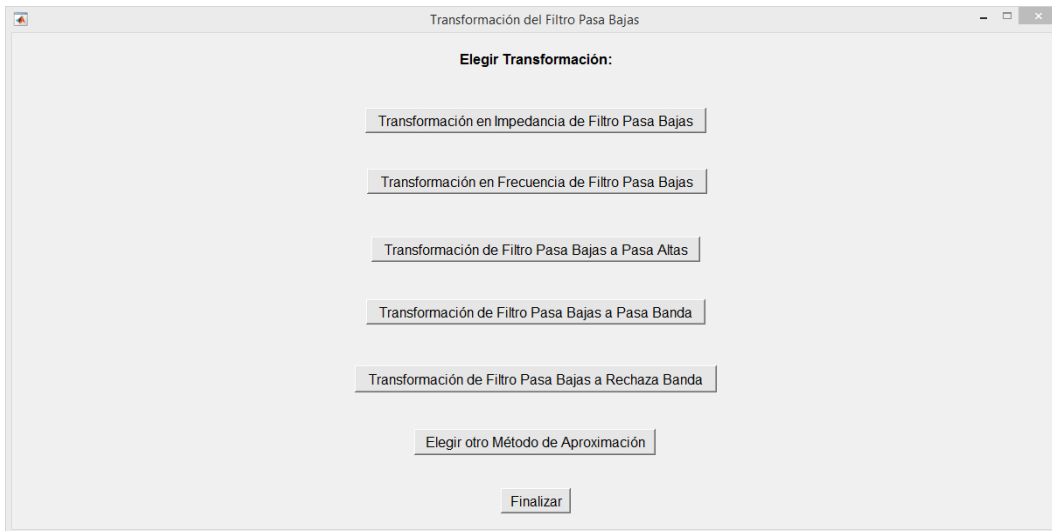 Transformación del Filtro Pasa Bajas
Elegir Transformación:
Transformación en Impedancia de Filtro Pasa Bajas
Transformación en Frecuencia de Filtro Pasa Bajas
Transformación de Filtro Pasa Bajas a Pasa Altas
Transformación de Filtro Pasa Bajas a Pasa Banda
Transformación de Filtro Pasa Bajas a Rechaza Banda
Elegir otro Método de Aproximación
Finalizar